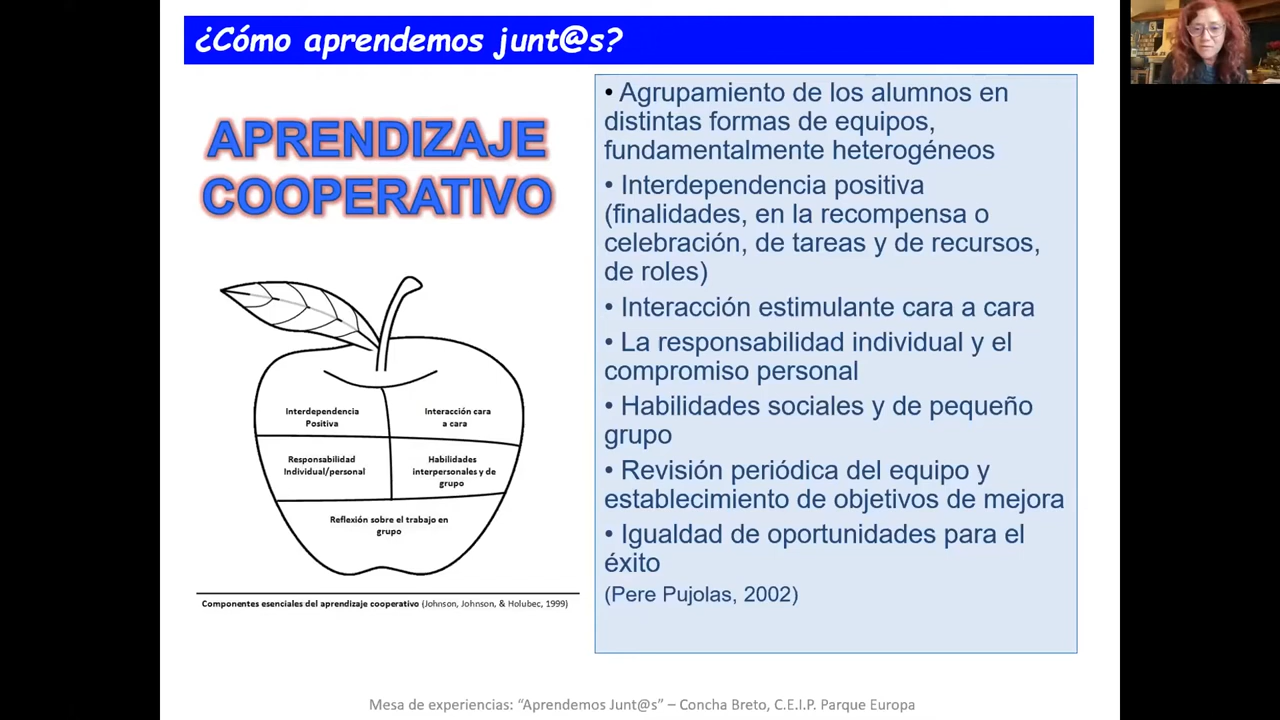 ¿Cómo aprendemos junt@s?
APRENDIZAJE
COOPERATIVO
Interdependencia
Positiva
Interacción cara
a cara
Responsabilidad
Individual/personal
Habilidades
interpersonales y de
grupo
Reflexión sobre el trabajo en
grupo
Componentes esenciales del aprendizaje cooperativo (Johnson, Johnson, & Holubec, 1999)
• Agrupamiento de los alumnos en
distintas formas de equipos,
fundamentalmente heterogéneos
• Interdependencia positiva
(finalidades, en la recompensa o
celebración, de tareas y de recursos,
de roles)
• Interacción estimulante cara a cara
• La responsabilidad individual y el
compromiso personal
• Habilidades sociales y de pequeño
grupo
• Revisión periódica del equipo y
establecimiento de objetivos de mejora
• Igualdad de oportunidades para el
éxito
(Pere Pujolas, 2002)
Mesa de experiencias: “Aprendemos Junt@s” – Concha Breto, C.E.I.P. Parque Europa